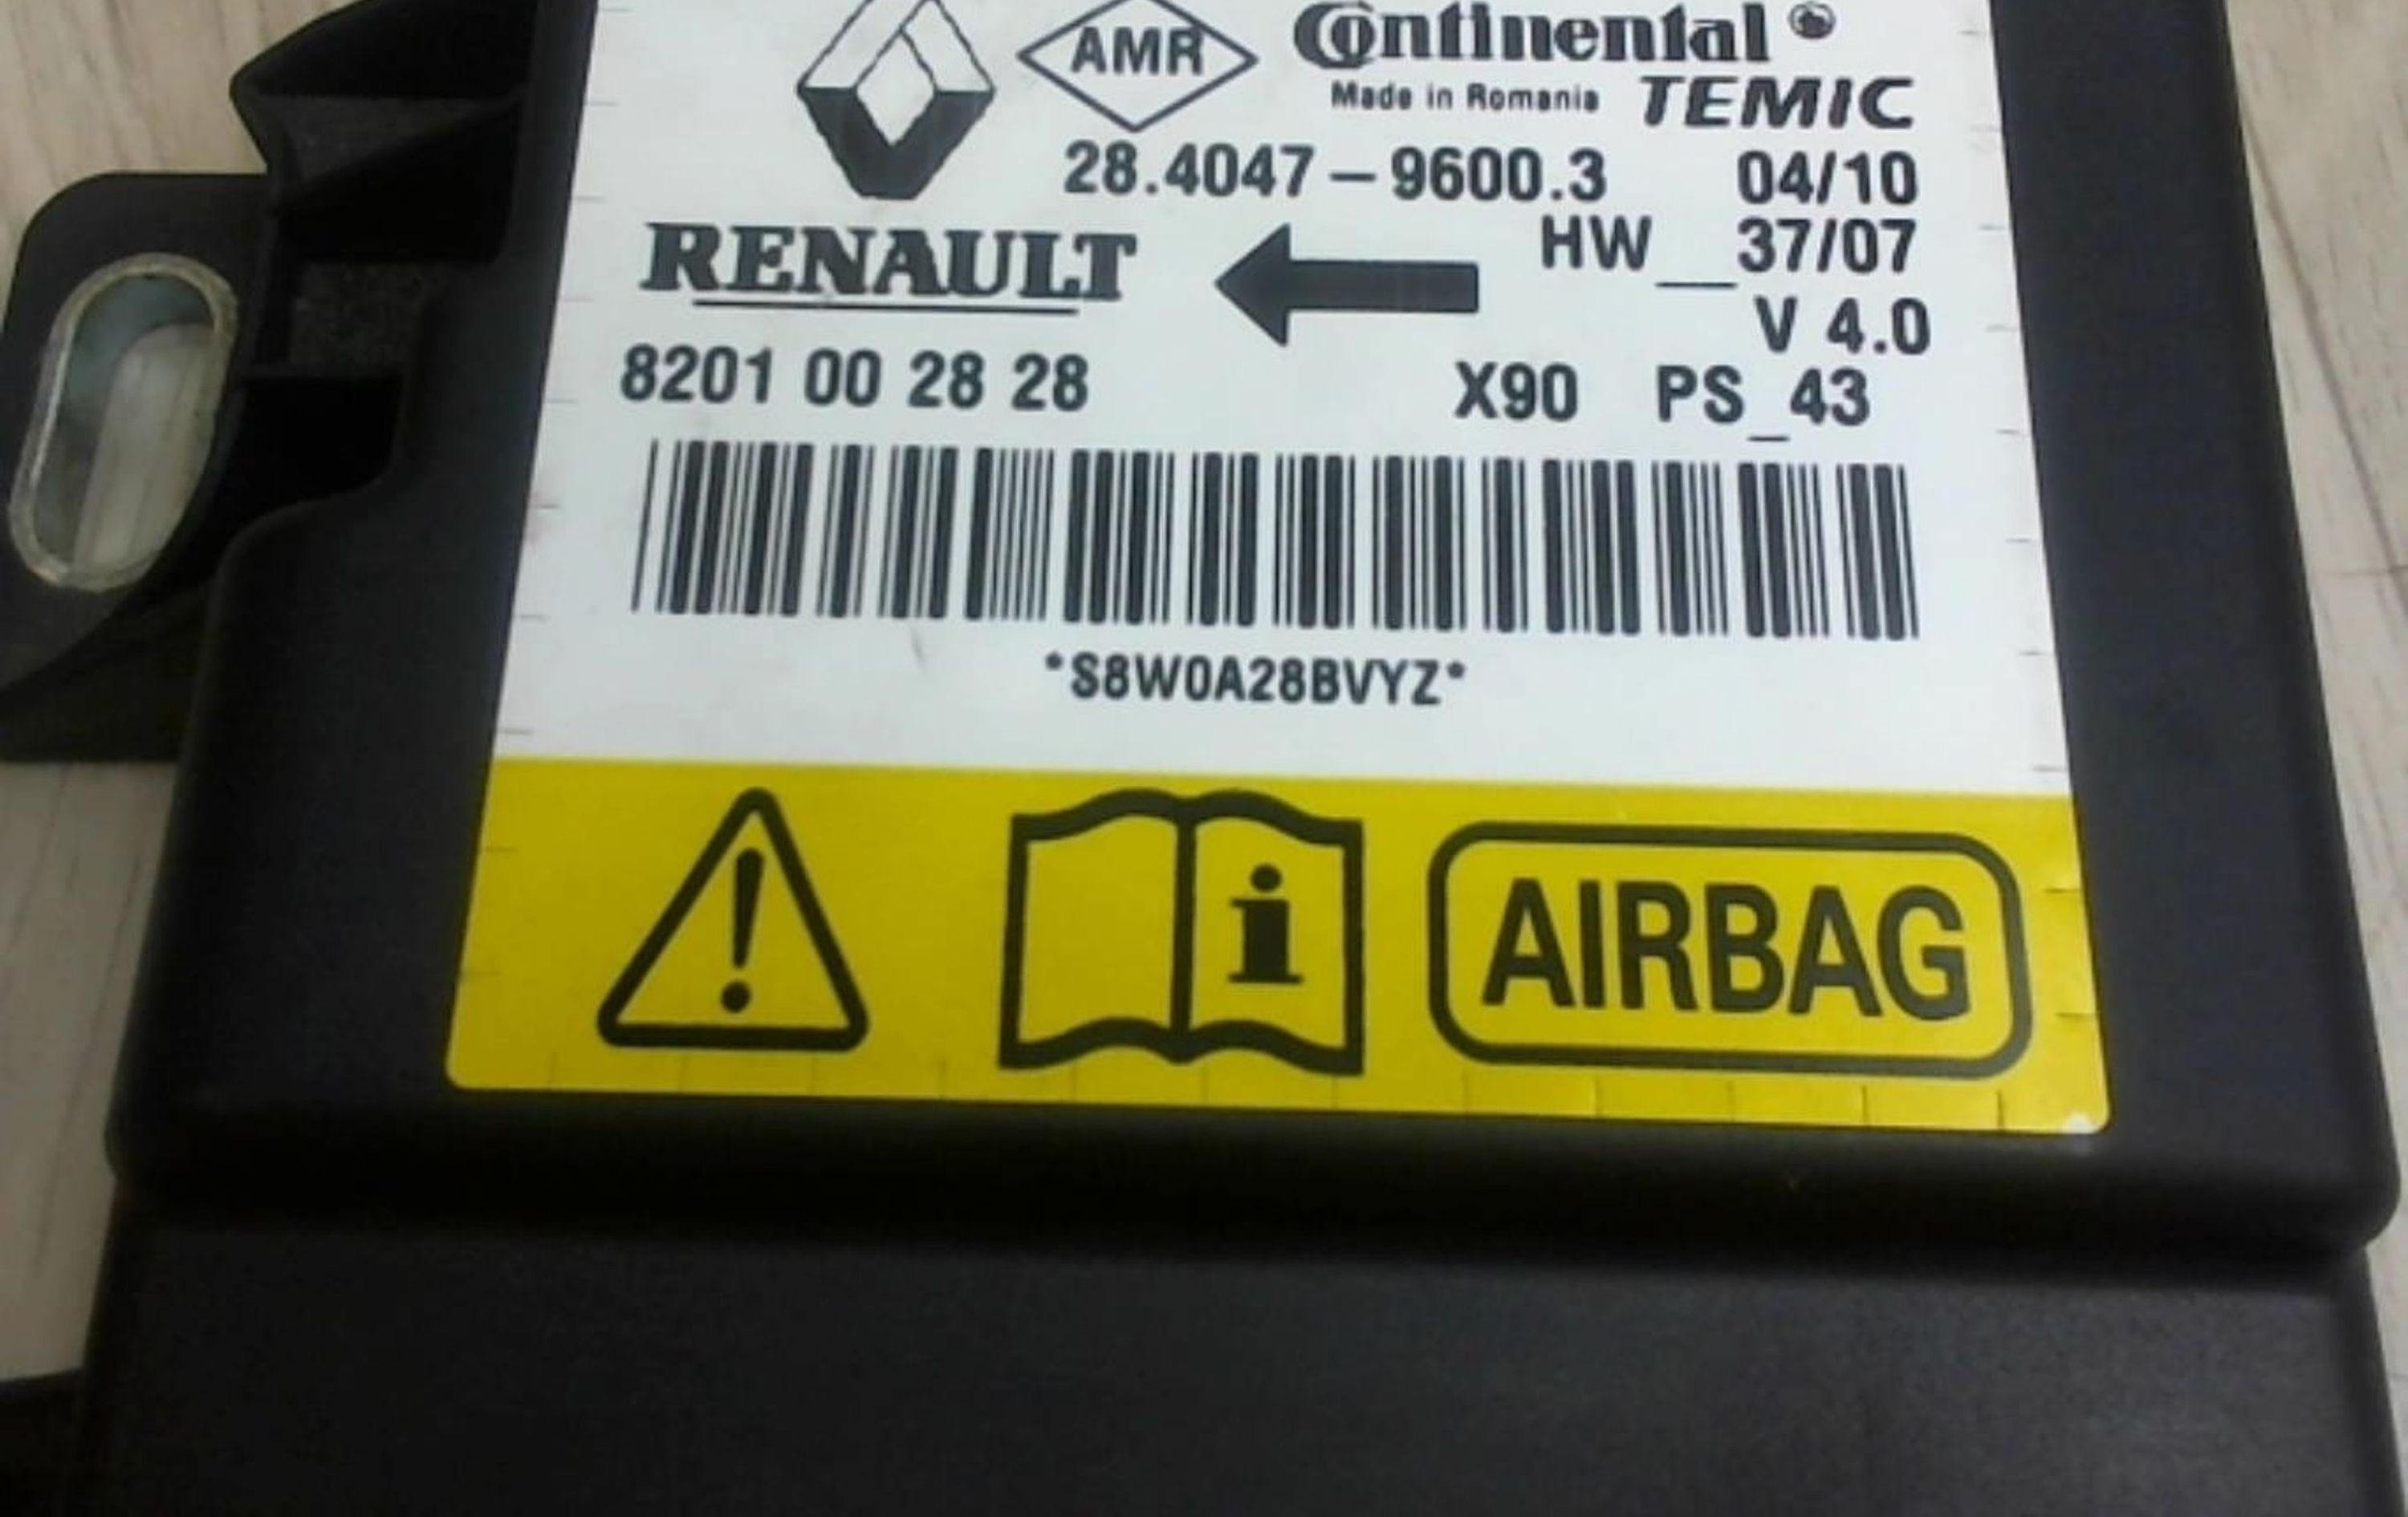 AMR Continental
Made in Romania TEMIC
28.4047-9600.3 04/10
RENAULT HW__37/07
V 4.0
8201 00 28 28 X90 PS_43
*S8W0A28BVYZ*
! i AIRBAG